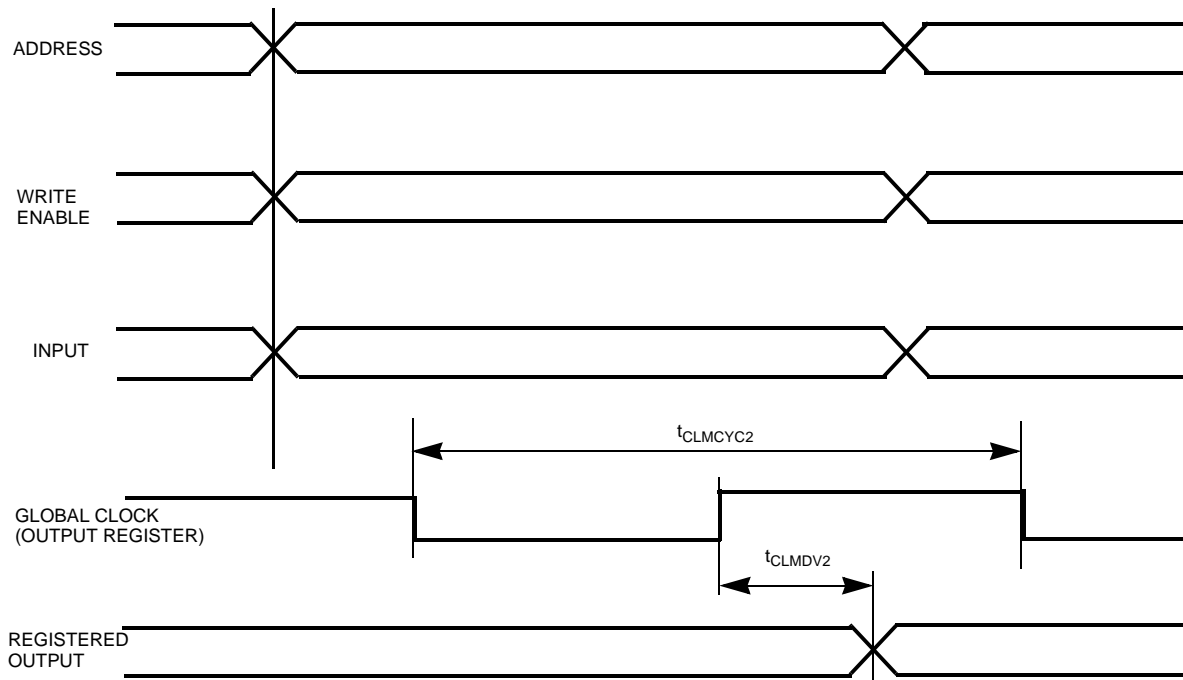 ADDRESS
WRITE
ENABLE
INPUT
tCLMCYC2
GLOBAL CLOCK
(OUTPUT REGISTER)
tCLMDV2
REGISTERED
OUTPUT